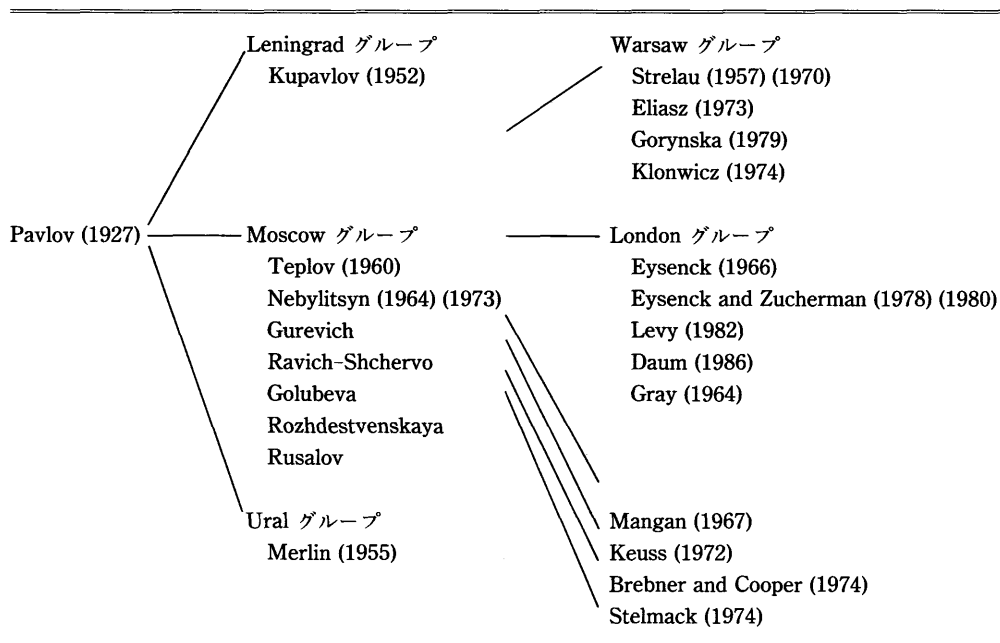 Leningrad グループ
Kupavlov (1952)
Warsaw グループ
Strelau (1957) (1970)
Eliasz (1973)
Gorynska (1979)
Klonwicz (1974)
Pavlov (1927)
Moscow グループ
Teplov (1960)
Nebylitsyn (1964) (1973)
Gurevich
Ravich-Shchervo
Golubeva
Rozhdestvenskaya
Rusalov
London グループ
Eysenck (1966)
Eysenck and Zucherman (1978) (1980)
Levy (1982)
Daum (1986)
Gray (1964)
Ural グループ
Merlin (1955)
Mangan (1967)
Keuss (1972)
Brebner and Cooper (1974)
Stelmack (1974)